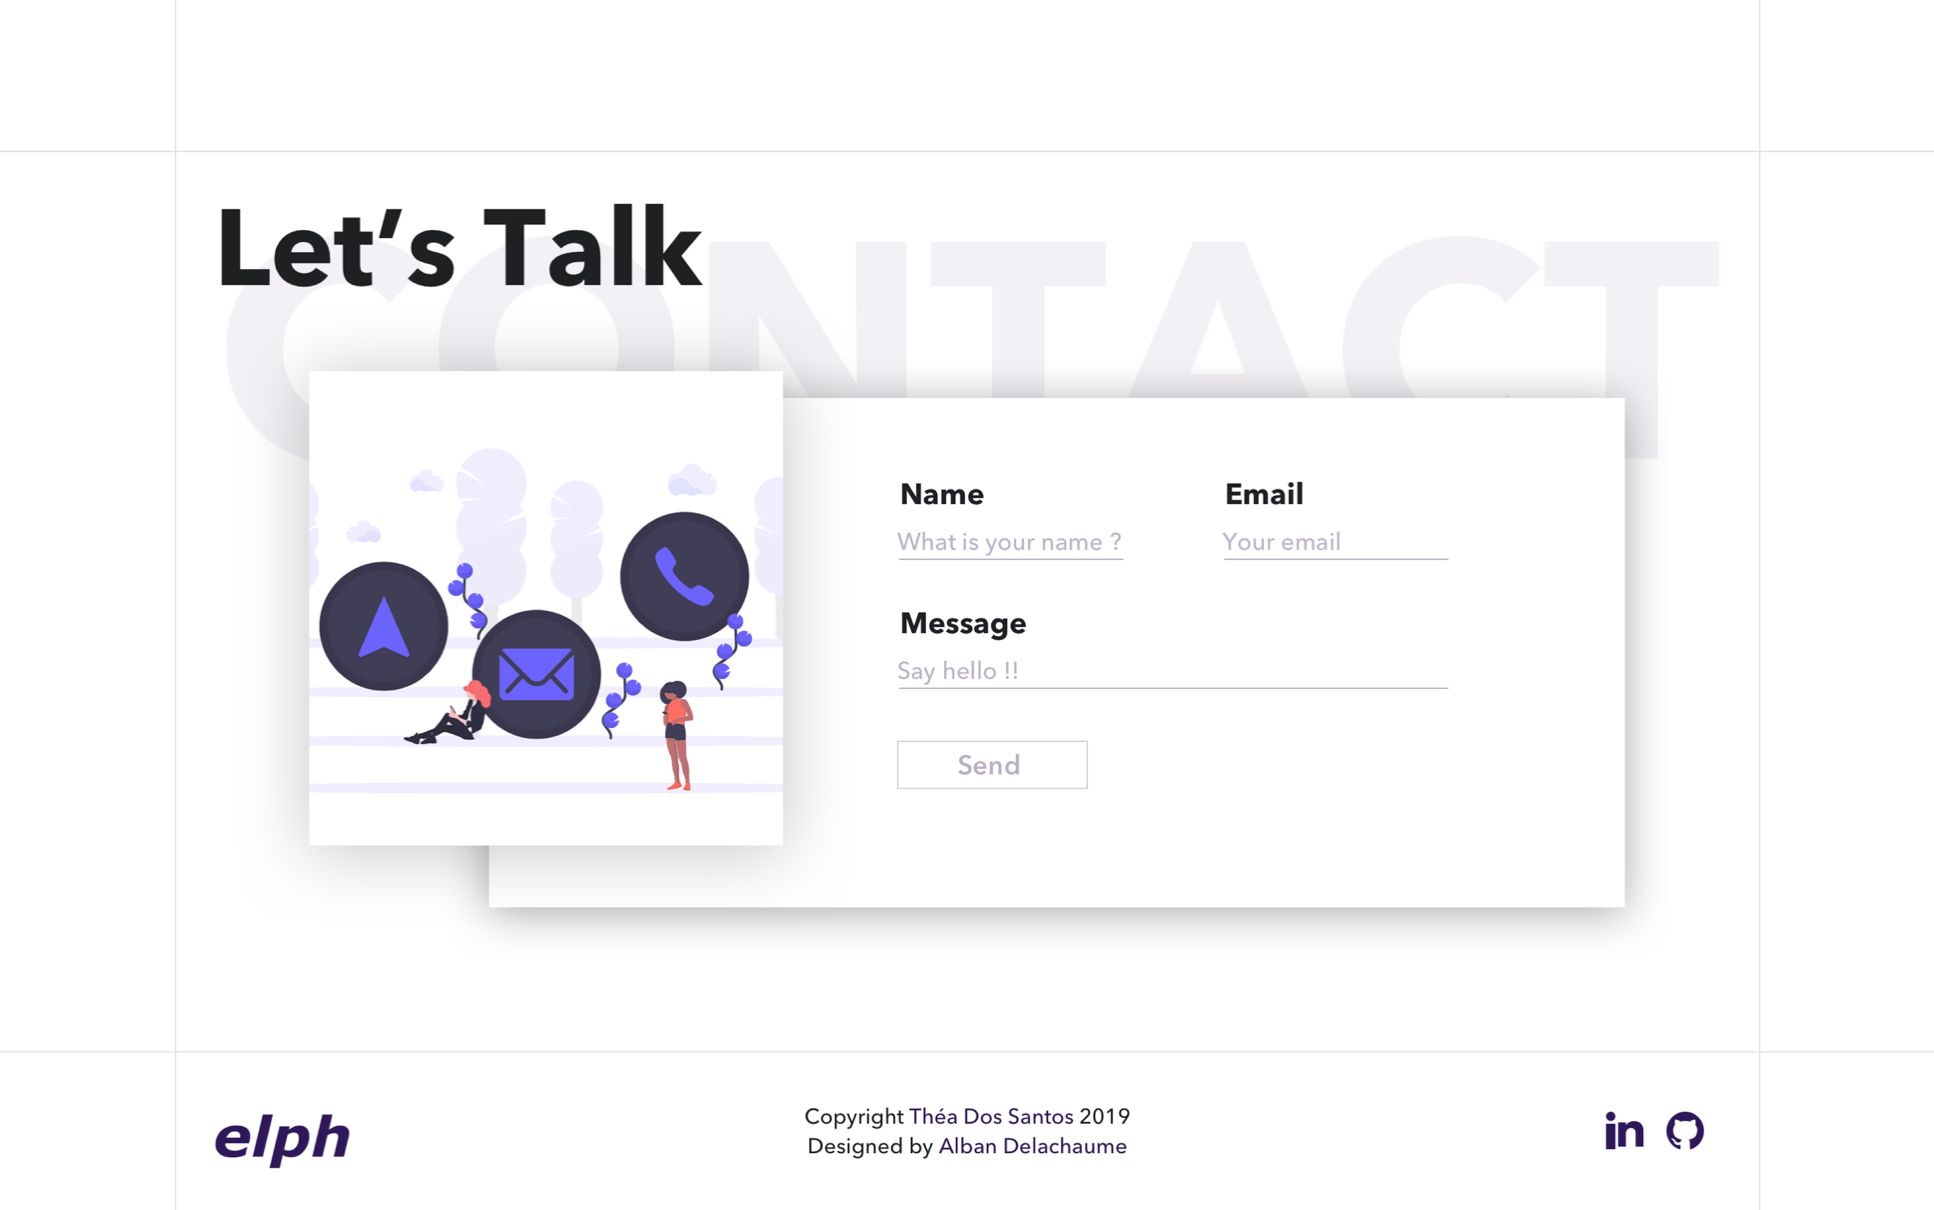 Let’s Talk
CONTACT
Name
Email
What is your name ?
Your email
Message
Say hello !!
Send
elph
Copyright Théa Dos Santos 2019
Designed by Alban Delachaume
in